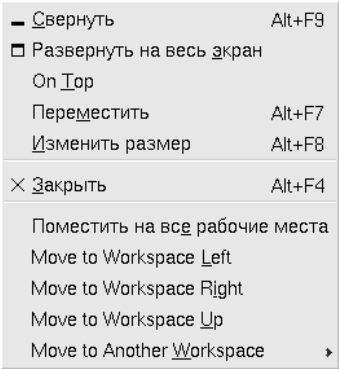 Свернуть Alt+F9
Развернуть на весь экран
On Top
Переместить Alt+F7
Изменить размер Alt+F8
Закрыть Alt+F4
Поместить на все рабочие места
Move to Workspace Left
Move to Workspace Right
Move to Workspace Up
Move to Another Workspace